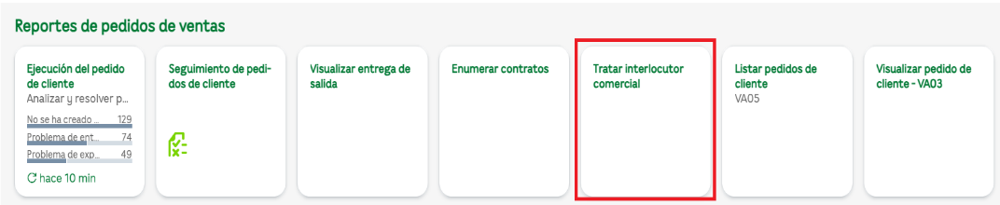 Reportes de pedidos de ventas
Ejecución del pedido
de cliente
Analizar y resolver p...
No se ha creado ... 129
Problema de ent... 74
Problema de exp... 49
hace 10 min
Seguimiento de pedi-
dos de cliente
Visualizar entrega de
salida
Enumerar contratos
Tratar interlocutor
comercial
Listar pedidos de
cliente
VA05
Visualizar pedido de
cliente - VA03